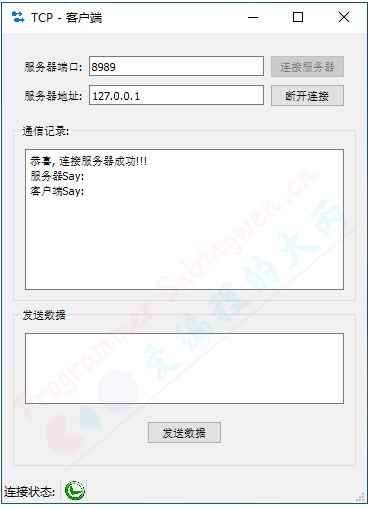 TCP - 客户端
服务器端口: 8989 连接服务器
服务器地址: 127.0.0.1 断开连接
通信记录:
恭喜, 连接服务器成功!!!
服务器Say:
客户端Say:
发送数据
发送数据
连接状态:
Programmer Subingwen.cn
爱编程的大丙